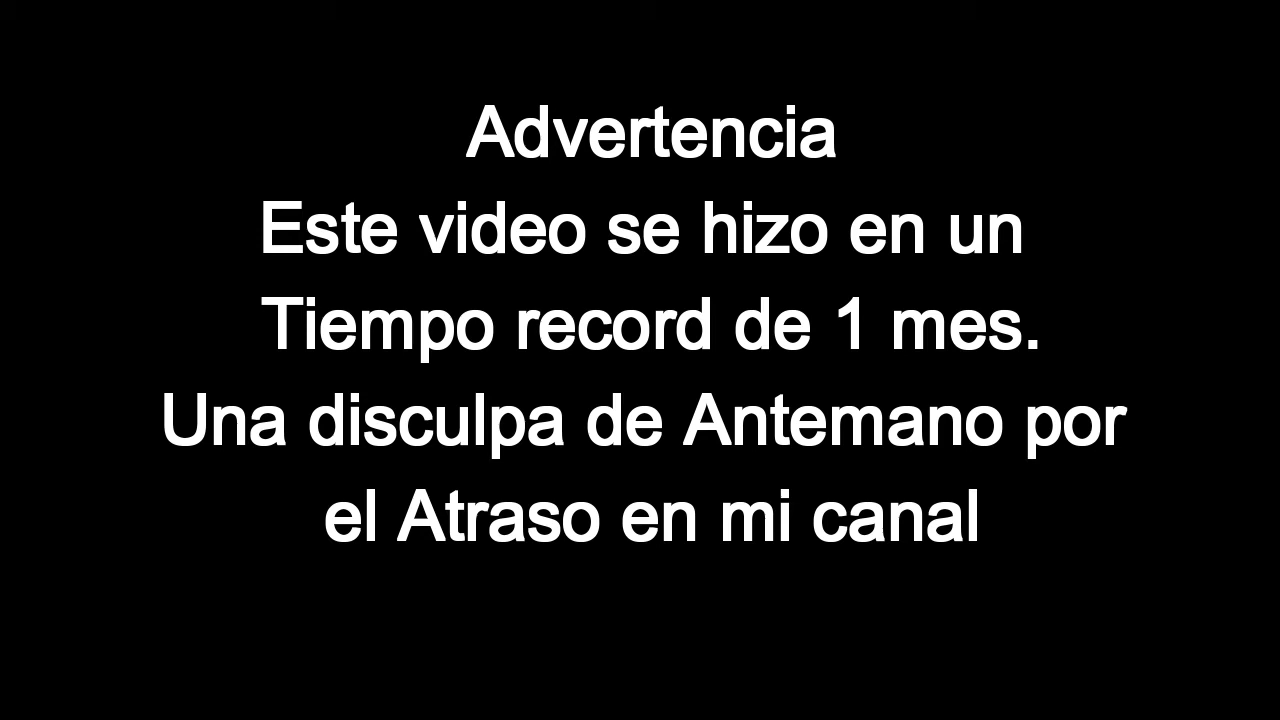 Advertencia
Este video se hizo en un
Tiempo record de 1 mes.
Una disculpa de Antemano por
el Atraso en mi canal